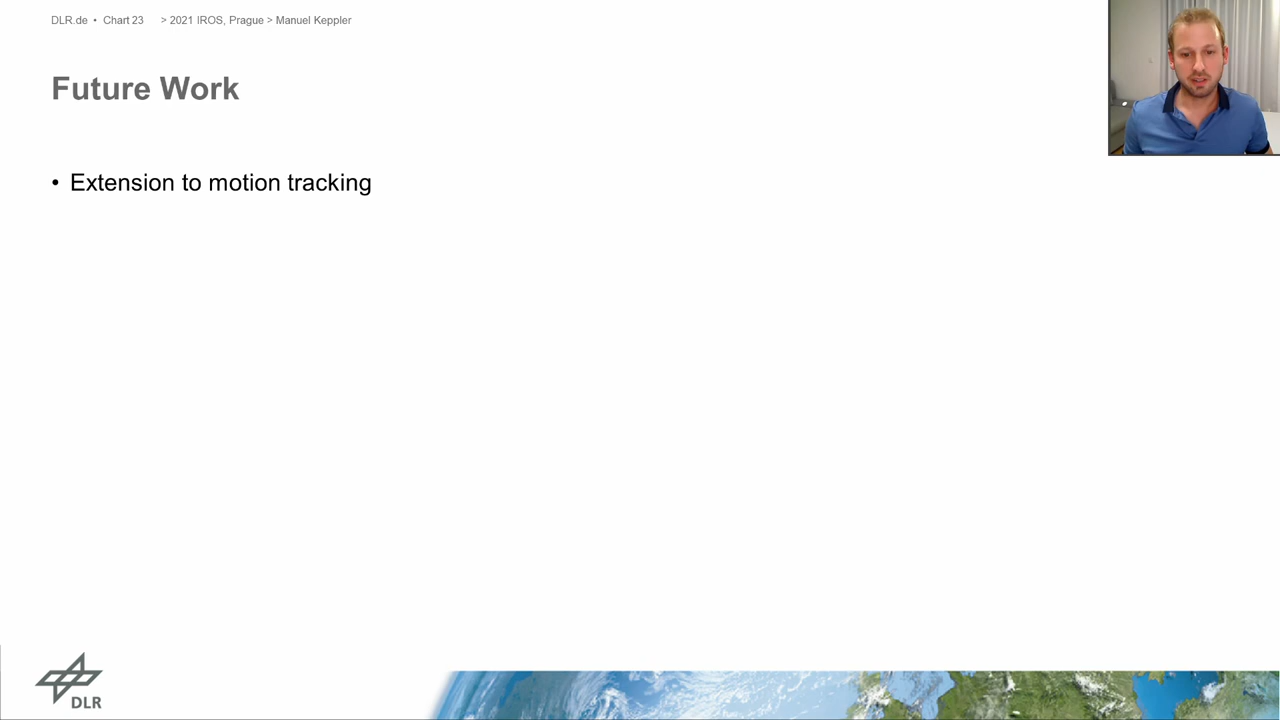 DLR.de • Chart 23 > 2021 IROS, Prague > Manuel Keppler
Future Work
• Extension to motion tracking
DLR